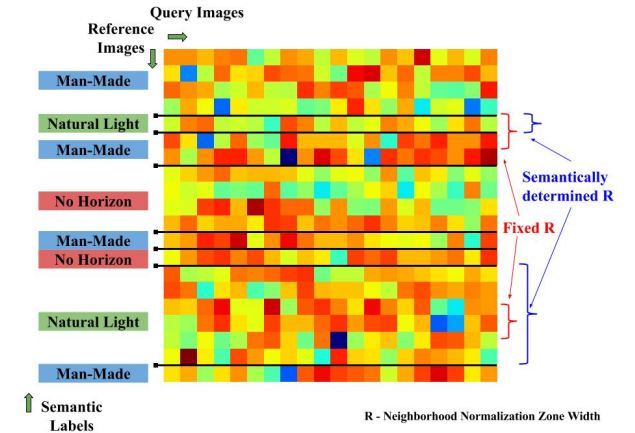 Query Images
Reference
Images
Man-Made
Natural Light
Man-Made
Semantically
determined R
No Horizon
Fixed R
Man-Made
No Horizon
Natural Light
Man-Made
Semantic
Labels
R - Neighborhood Normalization Zone Width